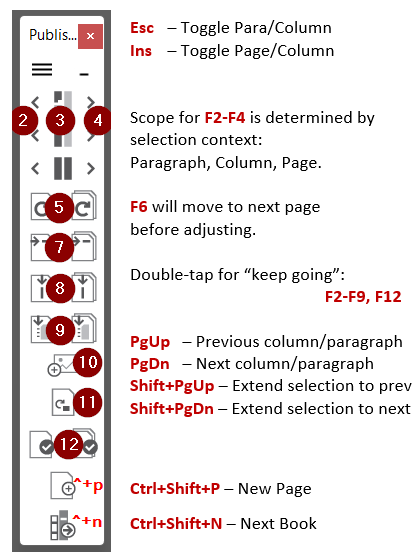 Publis... ×
Esc – Toggle Para/Column
Ins – Toggle Page/Column
2 3 4
Scope for F2-F4 is determined by
selection context:
Paragraph, Column, Page.
5
F6 will move to next page
before adjusting.
7
8
Double-tap for “keep going”:
F2-F9, F12
9
PgUp – Previous column/paragraph
10
PgDn – Next column/paragraph
Shift+PgUp – Extend selection to prev
11
Shift+PgDn – Extend selection to next
12
^+p
Ctrl+Shift+P – New Page
^+n
Ctrl+Shift+N – Next Book